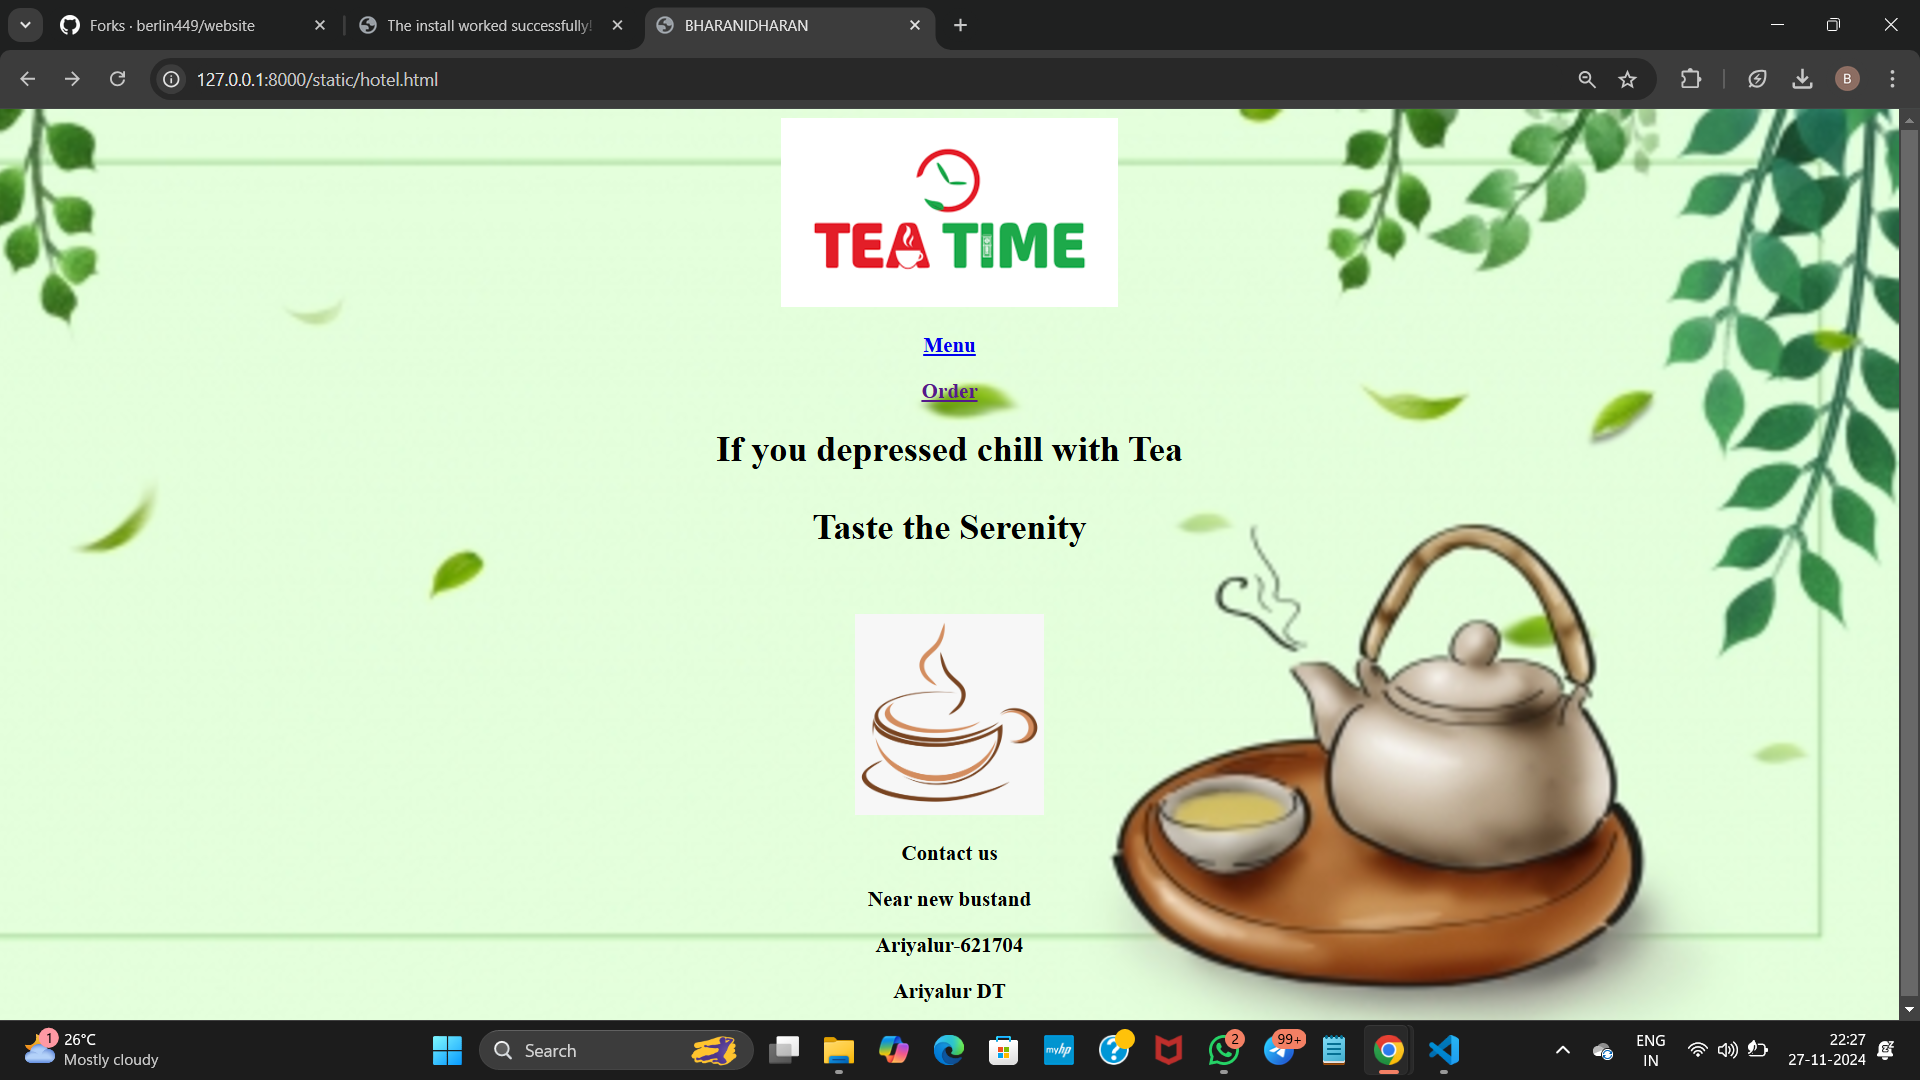 Forks · berlin449/website
The install worked successfully!
BHARANIDHARAN
127.0.0.1:8000/static/hotel.html
B
TEA TIME
Menu
Order
If you depressed chill with Tea
Taste the Serenity
Contact us
Near new bustand
Ariyalur-621704
Ariyalur DT
1
26°C
Mostly cloudy
Search
myhp
2
99+
ENG
IN
22:27
27-11-2024